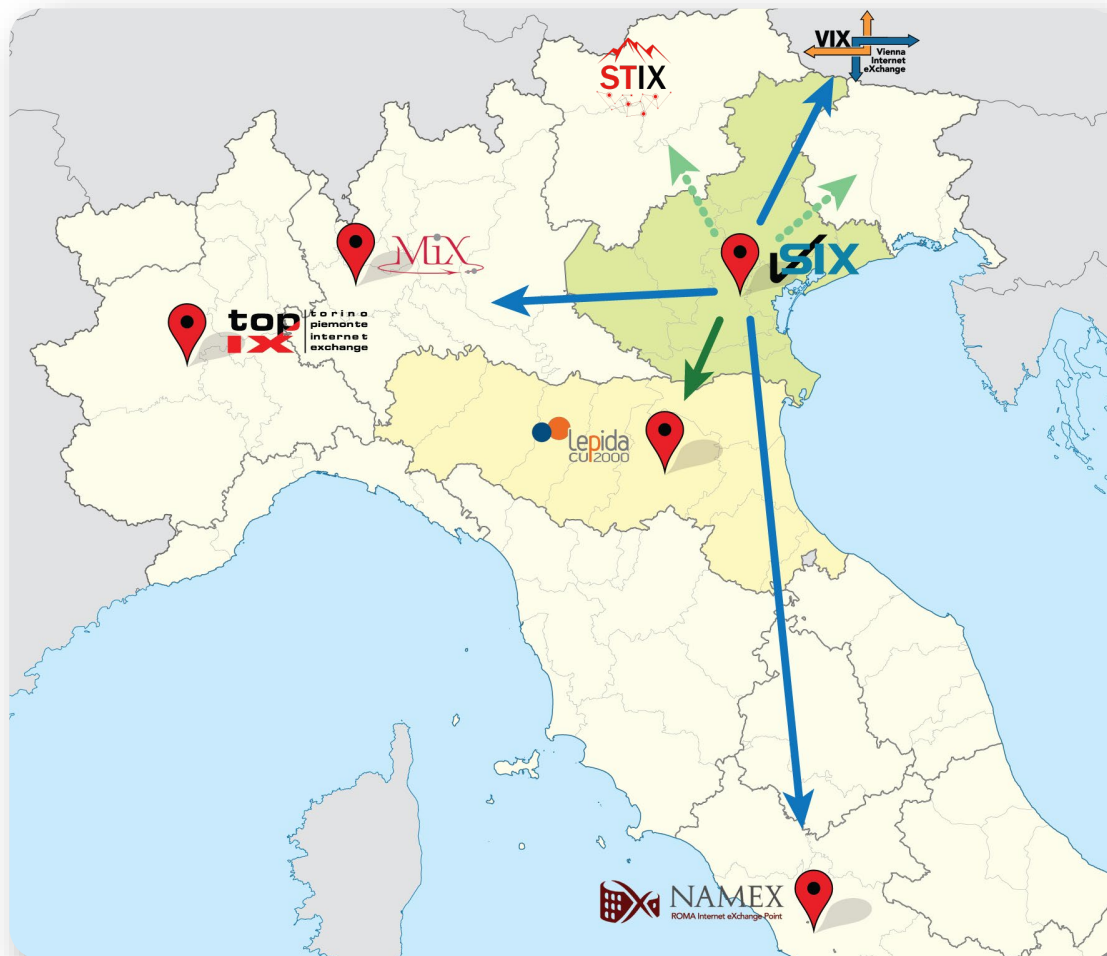 STIX
VIX
Vienna
Internet
eXchange
MiX
VSIX
top
IX
torino
piemonte
internet
exchange
Lepida
CUP2000
NAMEX
ROMA Internet eXchange Point